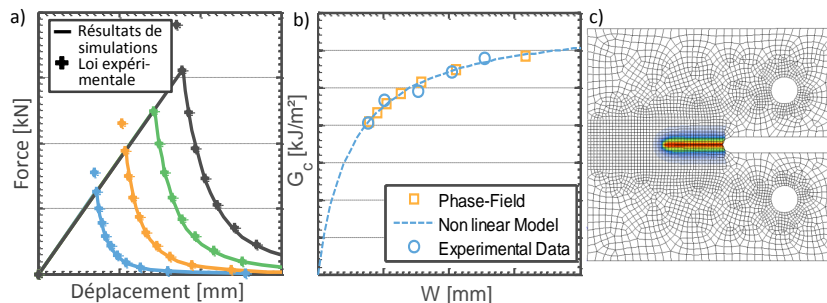 a)
Résultats de
simulations
Loi expéri-
mentale
Force [kN]
Déplacement [mm]
b)
G_c [kJ/m²]
Phase-Field
Non linear Model
Experimental Data
W [mm]
c)